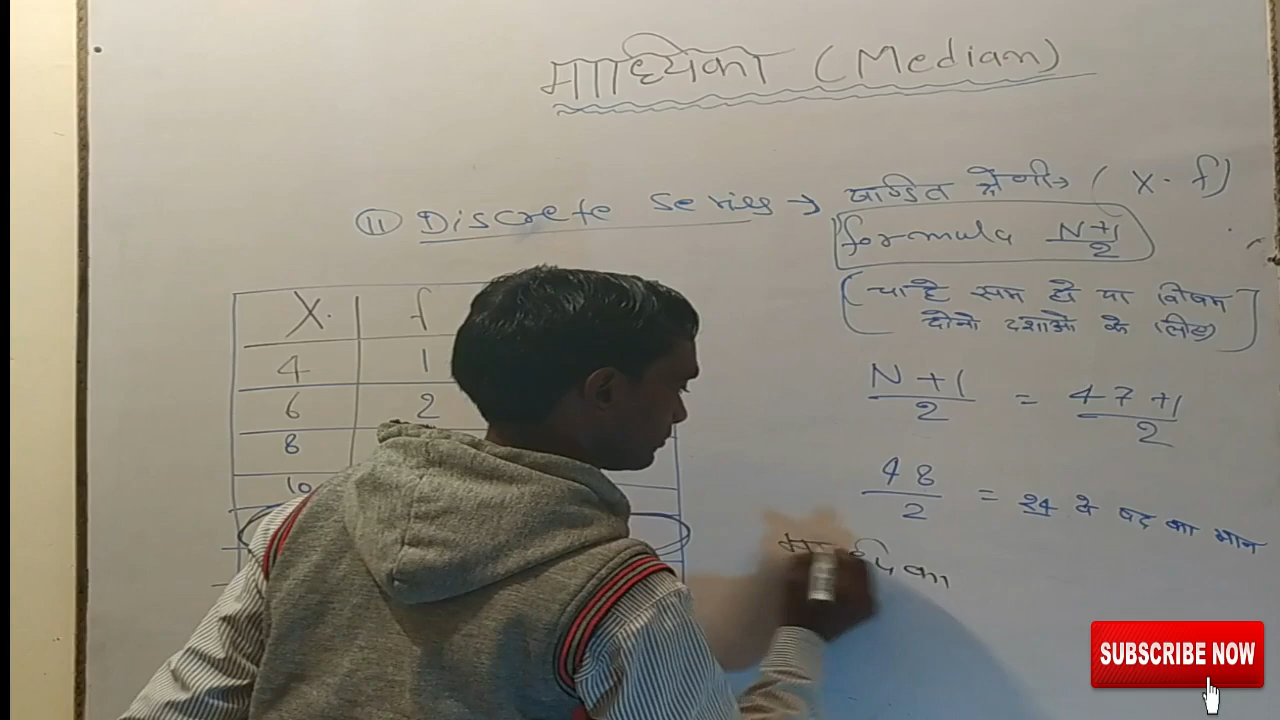 माध्यिका (Median)
(II) Discrete Series → खण्डित श्रेणी → (X. f)
formula N+1/2
(चाहे सम हो या विषम
दोनो दशाओ के लिए)
X. f
4 1
6 2
8
10
N+1/2 = 47+1/2
48/2 = 24 वे पद का मान
माध्यिका
SUBSCRIBE NOW